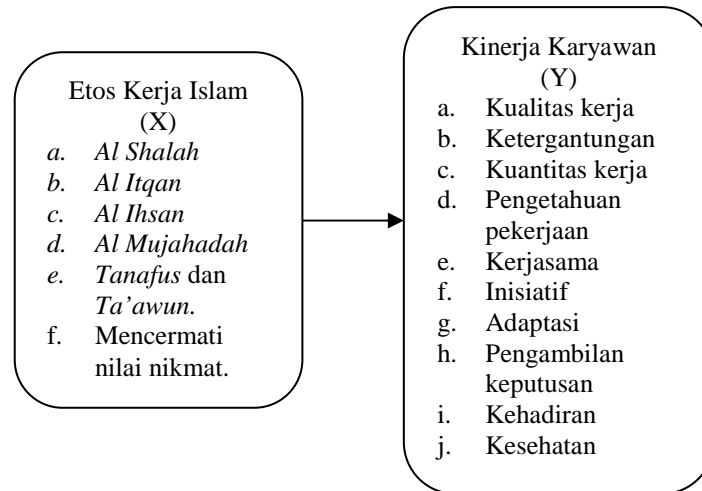 Etos Kerja Islam
(X)
a. Al Shalah
b. Al Itqan
c. Al Ihsan
d. Al Mujahadah
e. Tanafus dan
Ta’awun.
f. Mencermati
nilai nikmat.
Kinerja Karyawan
(Y)
a. Kualitas kerja
b. Ketergantungan
c. Kuantitas kerja
d. Pengetahuan
pekerjaan
e. Kerjasama
f. Inisiatif
g. Adaptasi
h. Pengambilan
keputusan
i. Kehadiran
j. Kesehatan